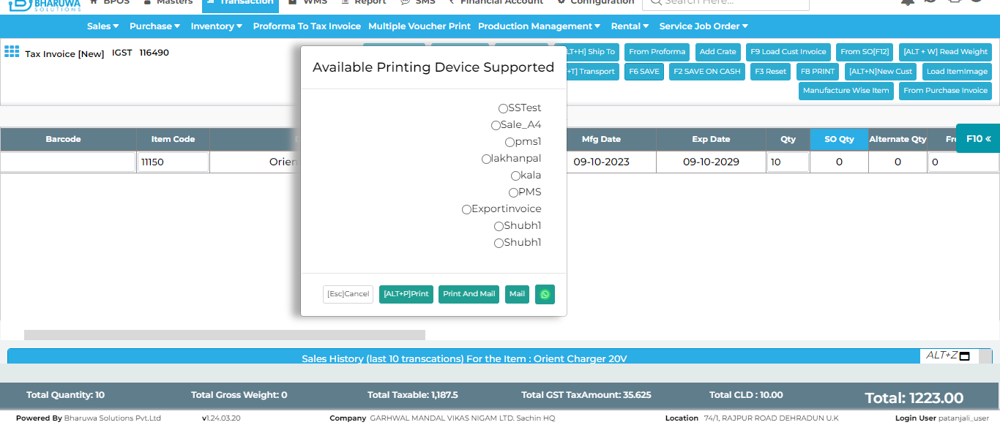 BHARUWA SOLUTIONS BPOS Masters Transaction WMS Report SMS Financial Account Configuration Search Here...
Sales Purchase Inventory Proforma To Tax Invoice Multiple Voucher Print Production Management Rental Service Job Order
Tax Invoice [New] IGST 116490
LT+H] Ship To From Proforma Add Crate F9 Load Cust Invoice From SO[F12] [ALT + W] Read Weight
+T] Transport F6 SAVE F2 SAVE ON CASH F3 Reset F8 PRINT [ALT+N]New Cust Load ItemImage
Manufacture Wise Item From Purchase Invoice
Available Printing Device Supported
SSTest
Sale_A4
pms1
lakhanpal
kala
PMS
Exportinvoice
Shubh1
Shubh1
[Esc]Cancel [ALT+P]Print Print And Mail Mail
Barcode Item Code Mfg Date Exp Date Qty SO Qty Alternate Qty Fr F10 «
11150 Orien 09-10-2023 09-10-2029 10 0 0 0
Sales History (last 10 transcations) For the Item : Orient Charger 20V ALT+Z
Total Quantity: 10 Total Gross Weight: 0 Total Taxable: 1,187.5 Total GST TaxAmount: 35.625 Total CLD : 10.00 Total: 1223.00
Powered By Bharuwa Solutions Pvt.Ltd v1.24.03.20 Company GARHWAL MANDAL VIKAS NIGAM LTD. Sachin HQ Location 74/1, RAJPUR ROAD DEHRADUN U.K Login User patanjali_user